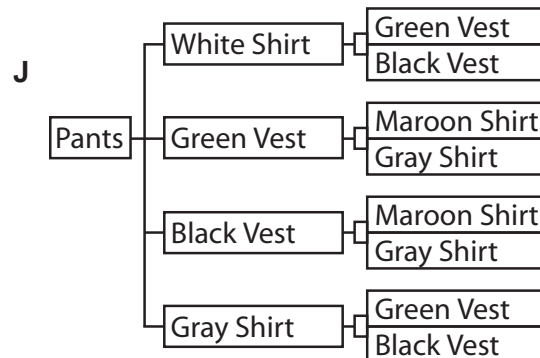 J
Pants
White Shirt
Green Vest
Black Vest
Green Vest
Maroon Shirt
Gray Shirt
Black Vest
Maroon Shirt
Gray Shirt
Gray Shirt
Green Vest
Black Vest